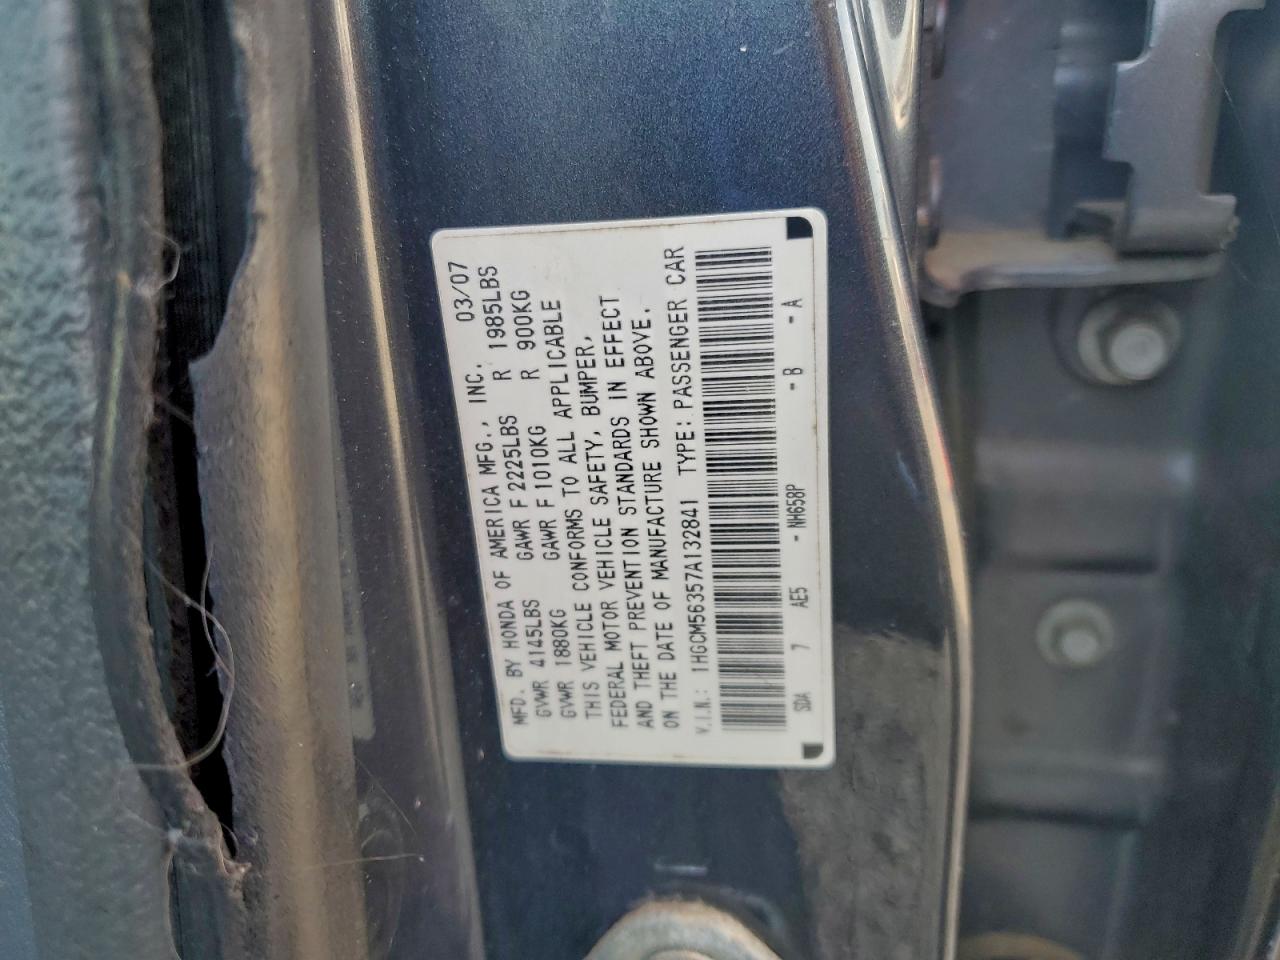 MFD. BY HONDA OF AMERICA MFG., INC. 03/07
GVWR 4145LBS GAWR F 2225LBS R 1985LBS
GVWR 1880KG GAWR F 1010KG R 900KG
THIS VEHICLE CONFORMS TO ALL APPLICABLE
FEDERAL MOTOR VEHICLE SAFETY, BUMPER,
AND THEFT PREVENTION STANDARDS IN EFFECT
ON THE DATE OF MANUFACTURE SHOWN ABOVE.
V.I.N.: 1HGCM56357A132841 TYPE: PASSENGER CAR
SDA 7 AE5 - NH658P - B - A